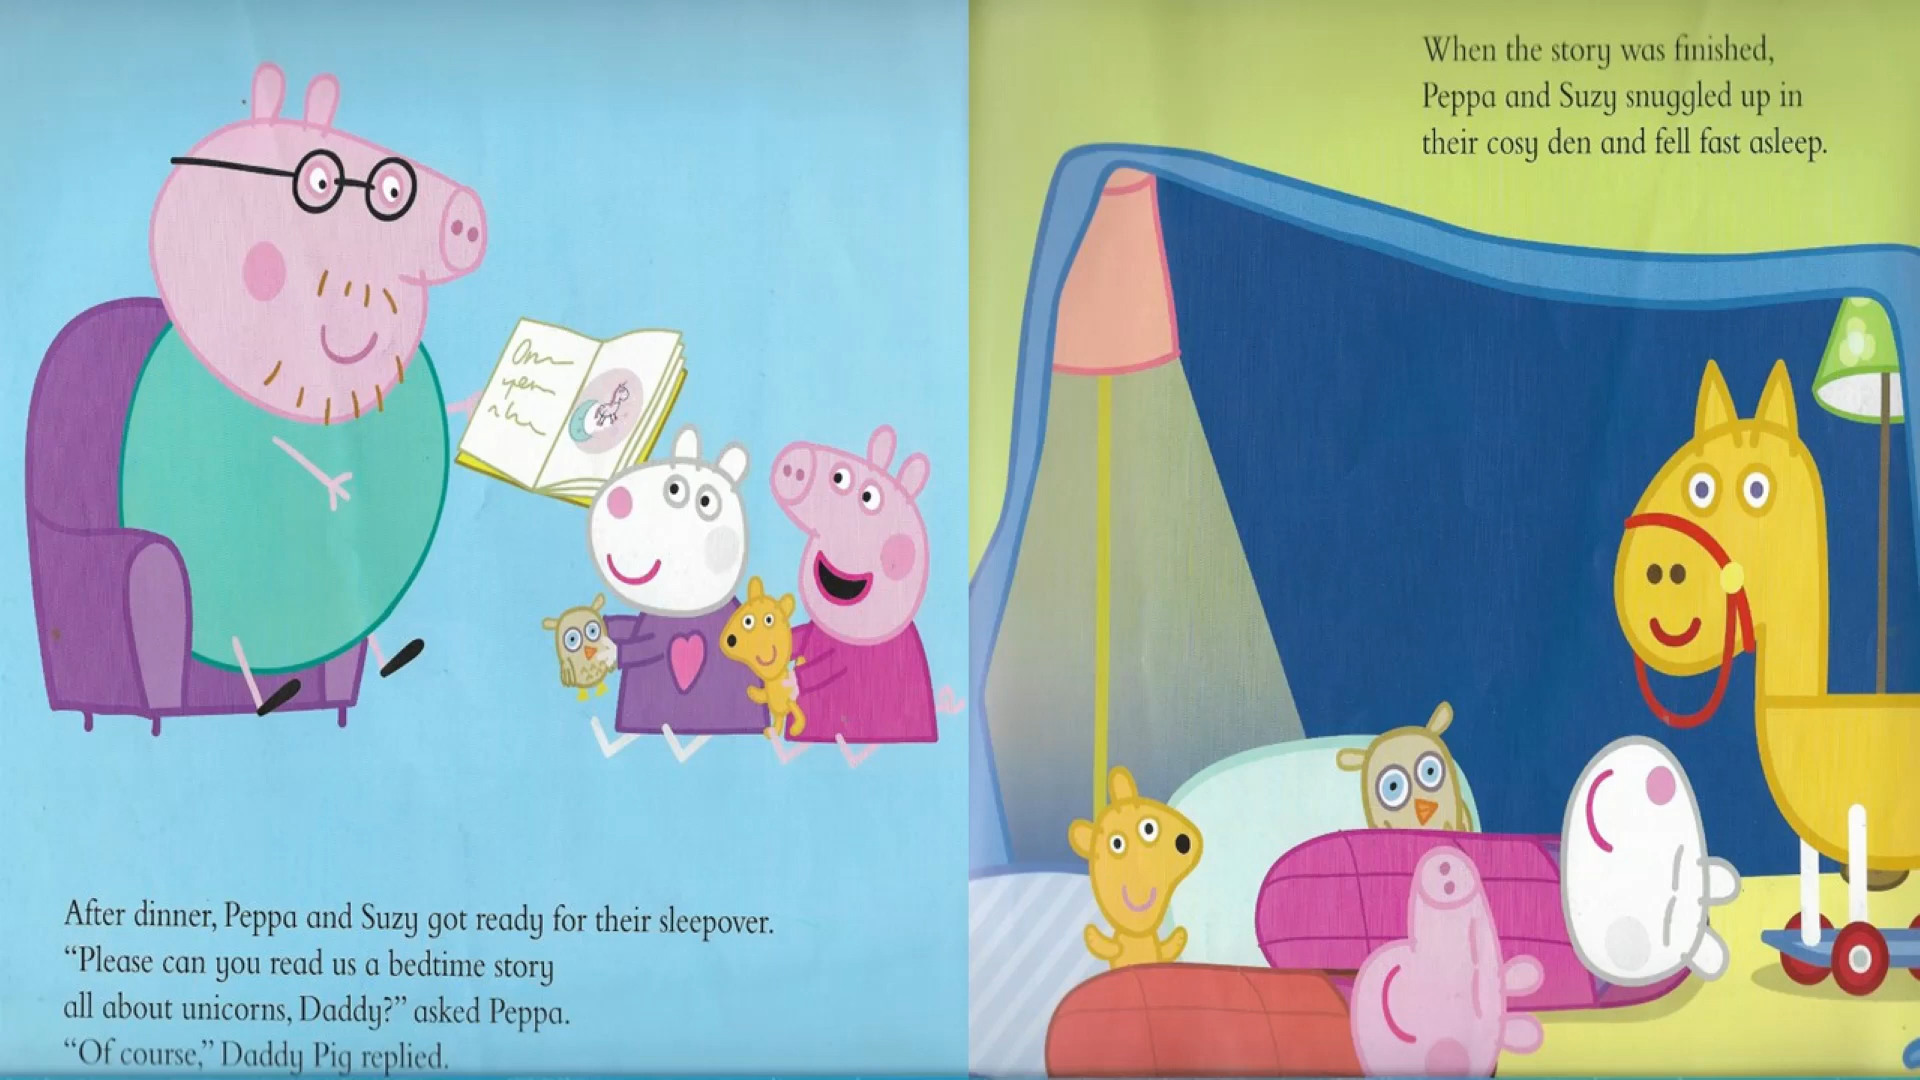 After dinner, Peppa and Suzy got ready for their sleepover.
“Please can you read us a bedtime story
all about unicorns, Daddy?” asked Peppa.
“Of course,” Daddy Pig replied.
When the story was finished,
Peppa and Suzy snuggled up in
their cosy den and fell fast asleep.